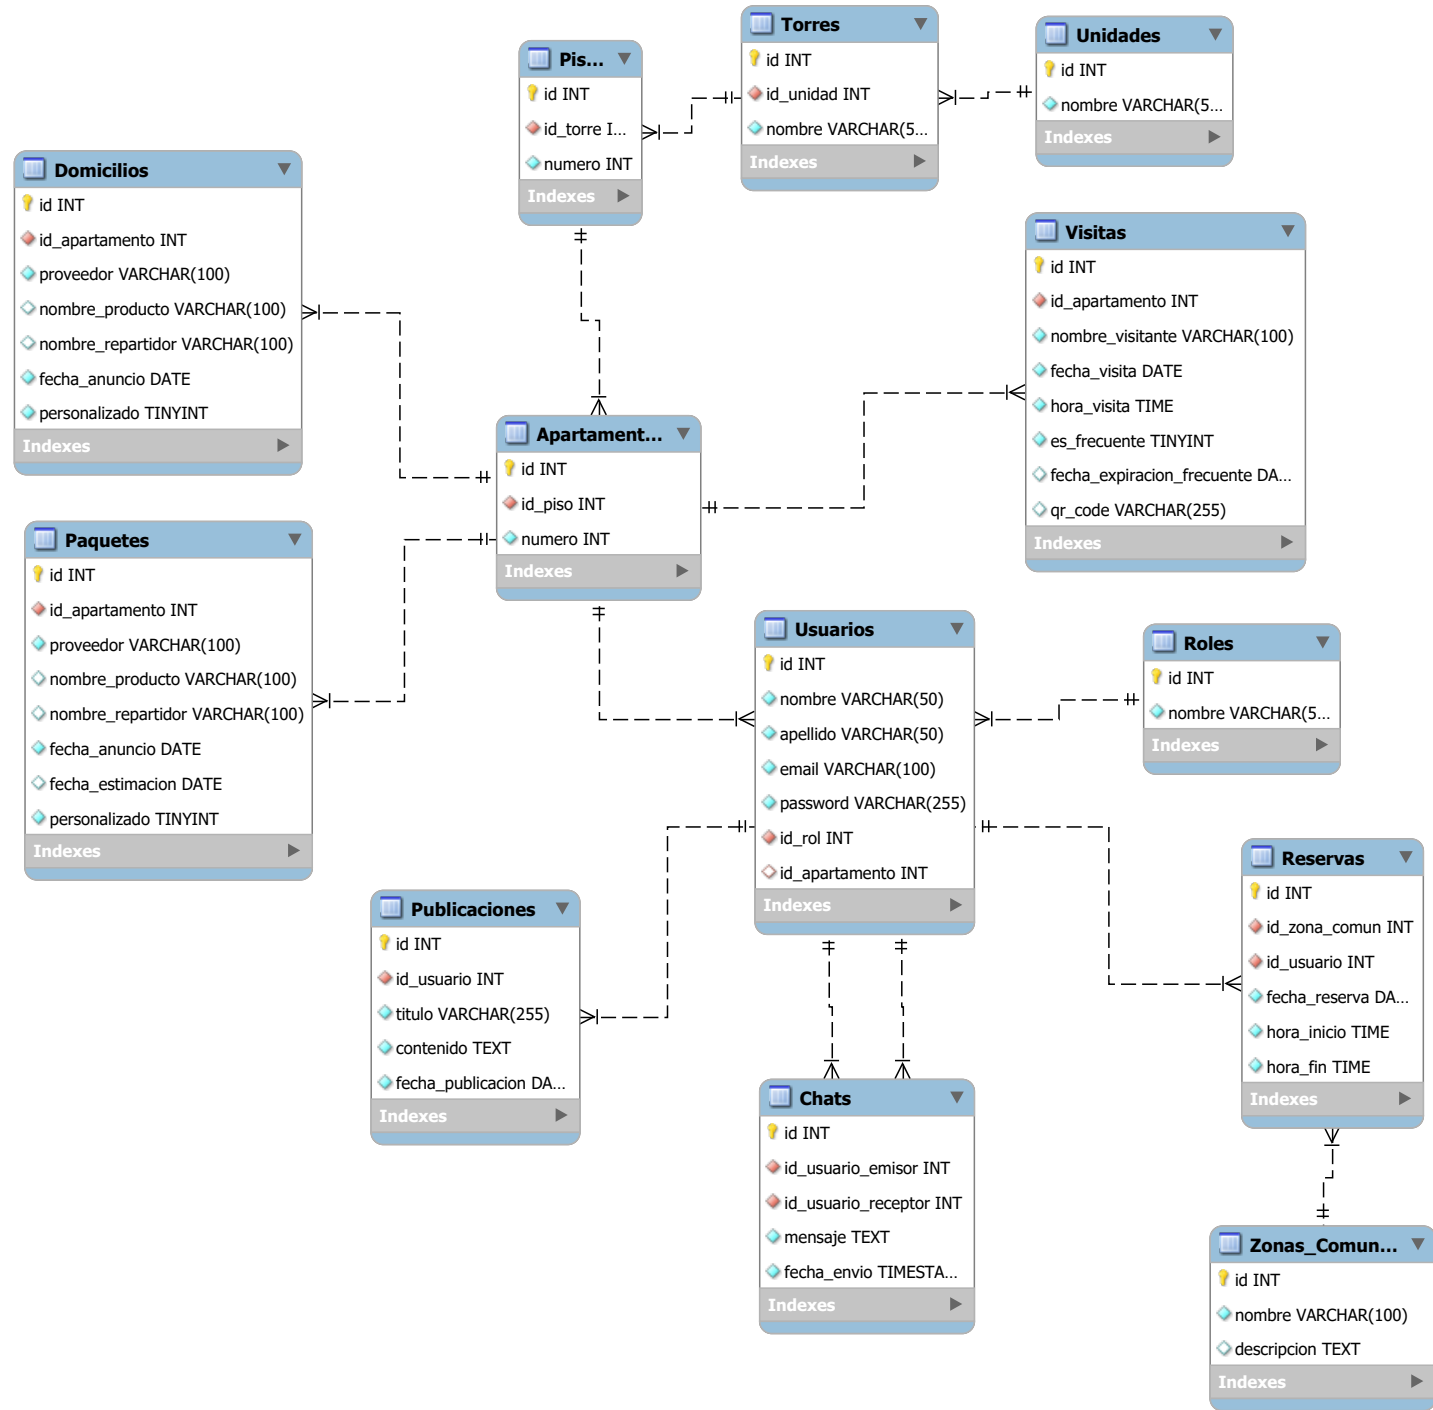 Pis...
id INT
id_torre I...
numero INT
Indexes
Torres
id INT
id_unidad INT
nombre VARCHAR(5...
Indexes
Unidades
id INT
nombre VARCHAR(5...
Indexes
Domicilios
id INT
id_apartamento INT
proveedor VARCHAR(100)
nombre_producto VARCHAR(100)
nombre_repartidor VARCHAR(100)
fecha_anuncio DATE
personalizado TINYINT
Indexes
Visitas
id INT
id_apartamento INT
nombre_visitante VARCHAR(100)
fecha_visita DATE
hora_visita TIME
es_frecuente TINYINT
fecha_expiracion_frecuente DA...
qr_code VARCHAR(255)
Indexes
Apartament...
id INT
id_piso INT
numero INT
Indexes
Paquetes
id INT
id_apartamento INT
proveedor VARCHAR(100)
nombre_producto VARCHAR(100)
nombre_repartidor VARCHAR(100)
fecha_anuncio DATE
fecha_estimacion DATE
personalizado TINYINT
Indexes
Usuarios
id INT
nombre VARCHAR(50)
apellido VARCHAR(50)
email VARCHAR(100)
password VARCHAR(255)
id_rol INT
id_apartamento INT
Indexes
Roles
id INT
nombre VARCHAR(5...
Indexes
Publicaciones
id INT
id_usuario INT
titulo VARCHAR(255)
contenido TEXT
fecha_publicacion DA...
Indexes
Reservas
id INT
id_zona_comun INT
id_usuario INT
fecha_reserva DA...
hora_inicio TIME
hora_fin TIME
Indexes
Chats
id INT
id_usuario_emisor INT
id_usuario_receptor INT
mensaje TEXT
fecha_envio TIMESTA...
Indexes
Zonas_Comun...
id INT
nombre VARCHAR(100)
descripcion TEXT
Indexes